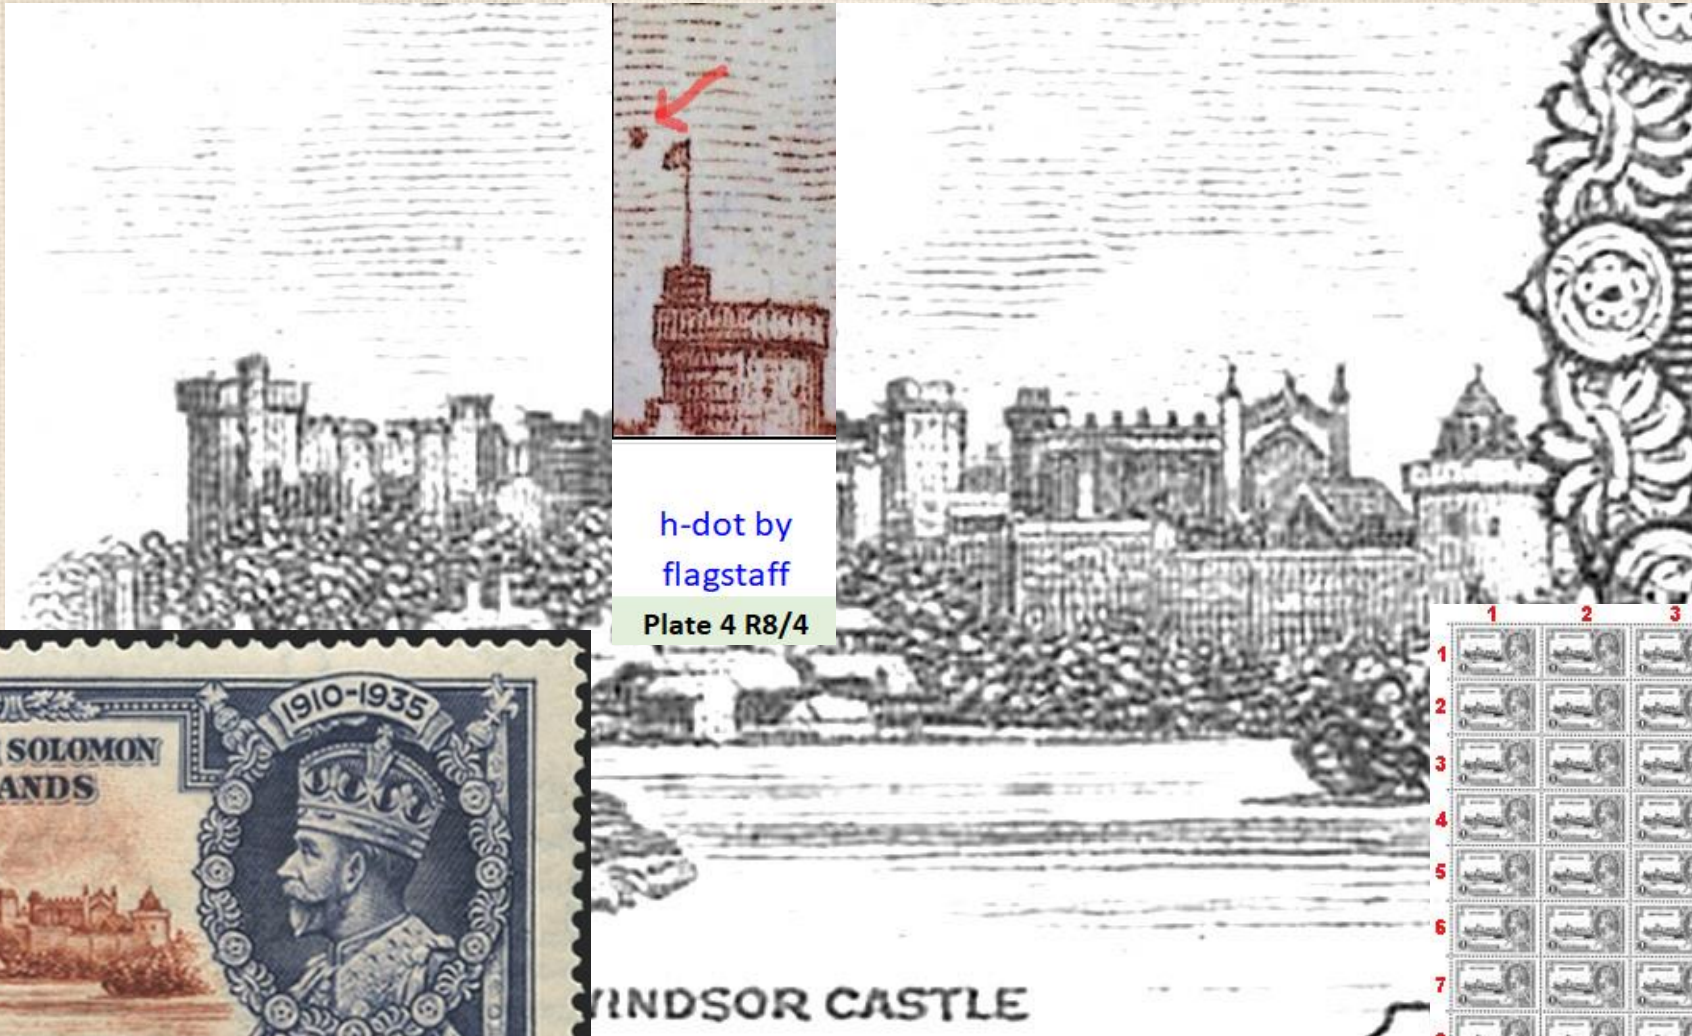 h-dot by
flagstaff
Plate 4 R8/4
1910-1935
SOLOMON
ANDS
INDSOR CASTLE
1 2 3
1
2
3
4
5
6
7